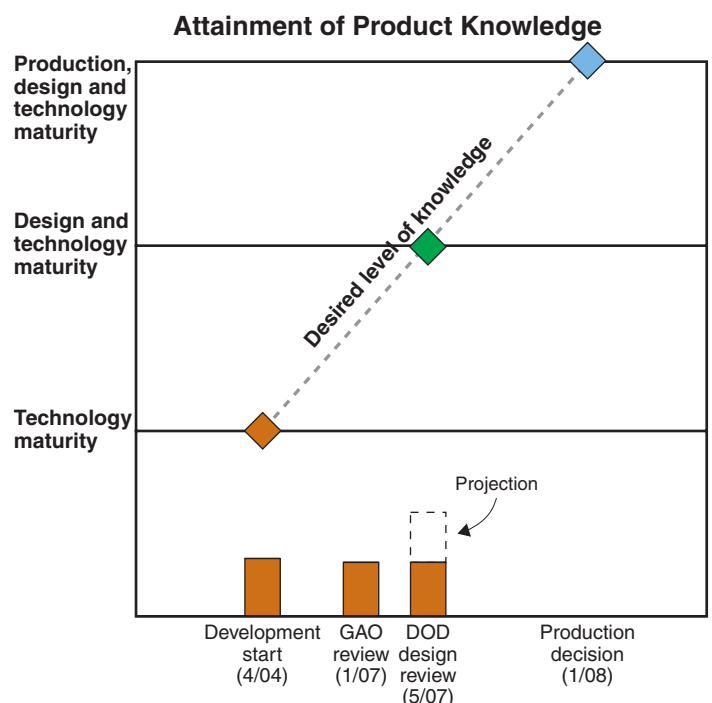 Attainment of Product Knowledge
Production,
design and
technology
maturity
Design and
technology
maturity
Technology
maturity
Desired level of knowledge
Projection
Development
start
(4/04)
GAO
review
(1/07)
DOD
design
review
(5/07)
Production
decision
(1/08)